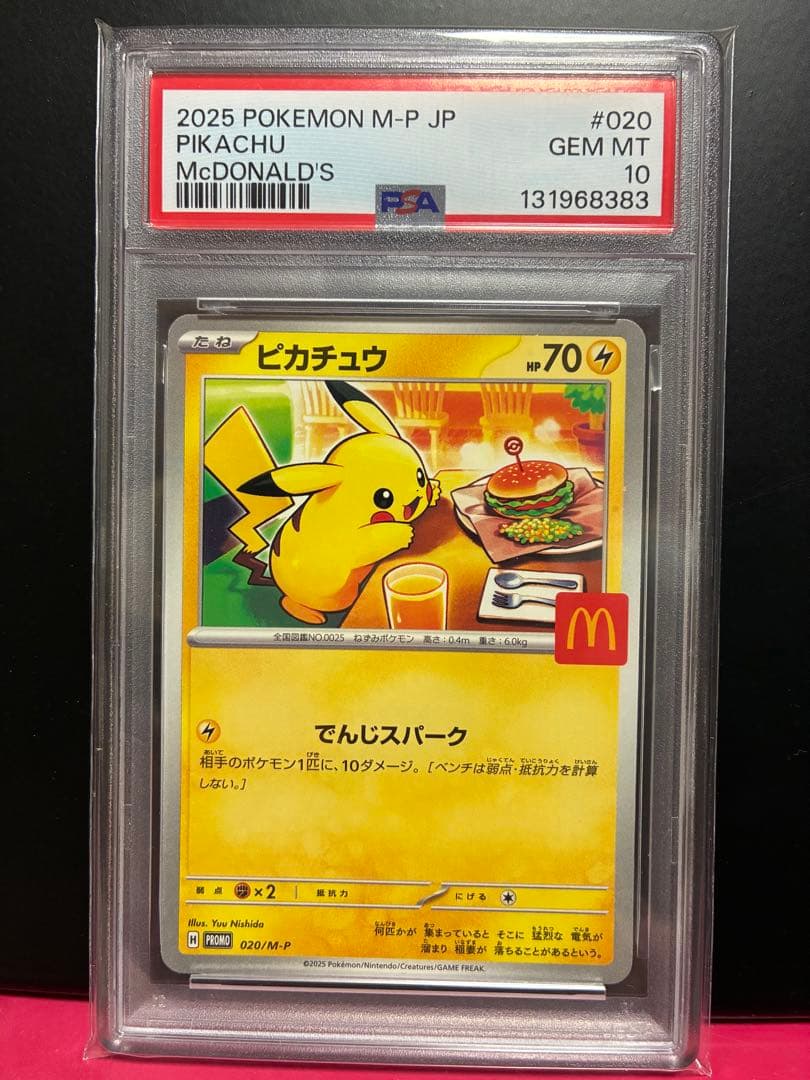 2025 POKEMON M-P JP #020
PIKACHU GEM MT
McDONALD'S 10
PSA 131968383
たね ピカチュウ HP 70
全国図鑑NO.0025 ねずみポケモン 高さ:0.4m 重さ:6.0kg
でんじスパーク
相手のポケモン1匹に、10ダメージ。[ベンチは弱点・抵抗力を計算
しない。]
弱点 ×2 抵抗力 にげる
Illus. Yuu Nishida
何匹かが 集まっていると そこに 猛烈な 電気が
溜まり 稲妻が 落ちることがあるという。
H PROMO 020/M-P
©2025 Pokémon/Nintendo/Creatures/GAME FREAK.